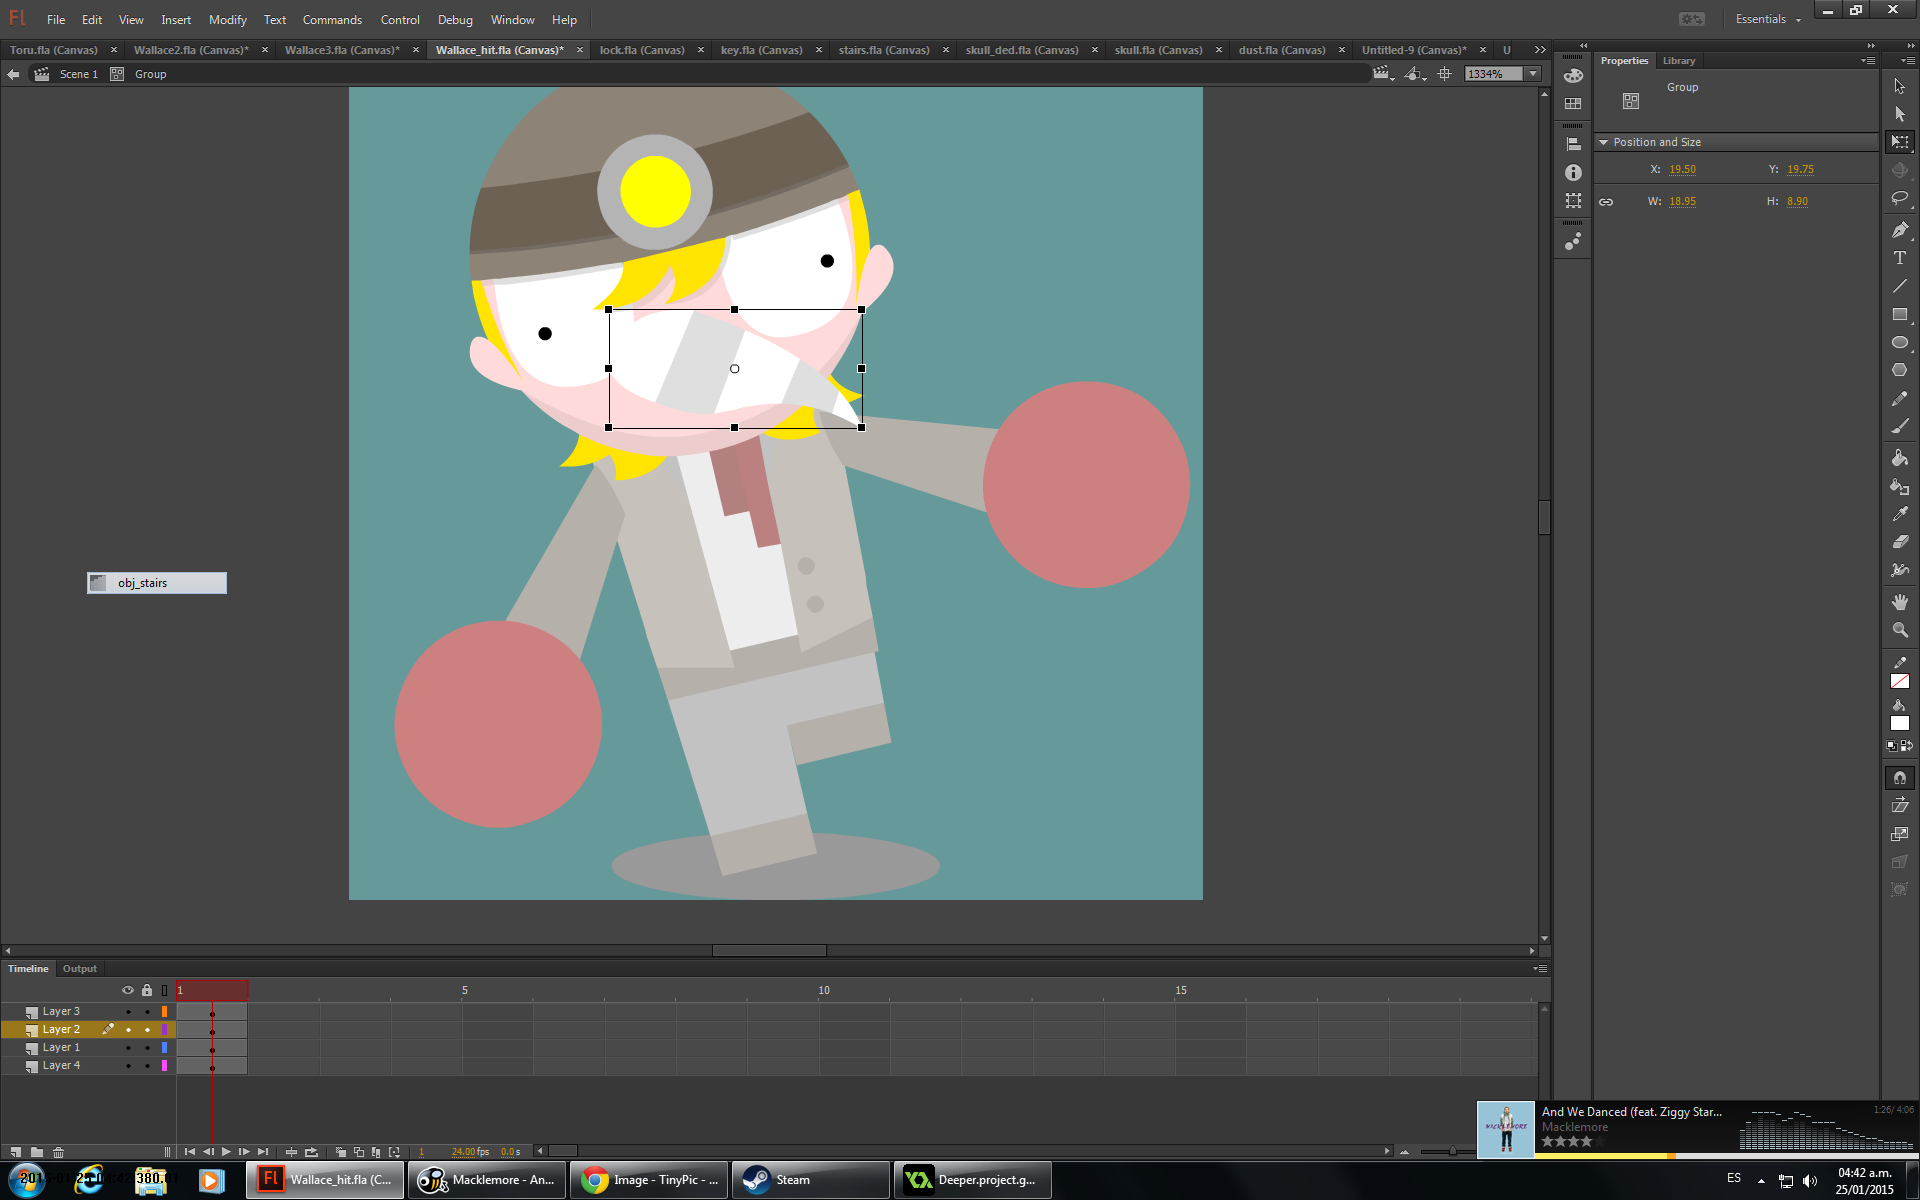 Fl File Edit View Insert Modify Text Commands Control Debug Window Help Essentials
Toru.fla (Canvas) × Wallace2.fla (Canvas)* × Wallace3.fla (Canvas)* × Wallace_hit.fla (Canvas)* × lock.fla (Canvas) × key.fla (Canvas) × stairs.fla (Canvas) × skull_ded.fla (Canvas) × skull.fla (Canvas) × dust.fla (Canvas) × Untitled-9 (Canvas)* × U
Scene 1 Group 1334%
Properties Library
Group
Position and Size
X: 19.50 Y: 19.75
W: 18.95 H: 8.90
obj_stairs
Timeline Output
1 5 10 15
Layer 3
Layer 2
Layer 1
Layer 4
1 24.00 fps 0.0 s
MACKLEMORE
And We Danced (feat. Ziggy Star...
Macklemore
1:26/ 4:06
Wallace_hit.fla (C... Macklemore - An... Image - TinyPic - ... Steam Deeper.project.g... ES
04:42 a.m.
25/01/2015